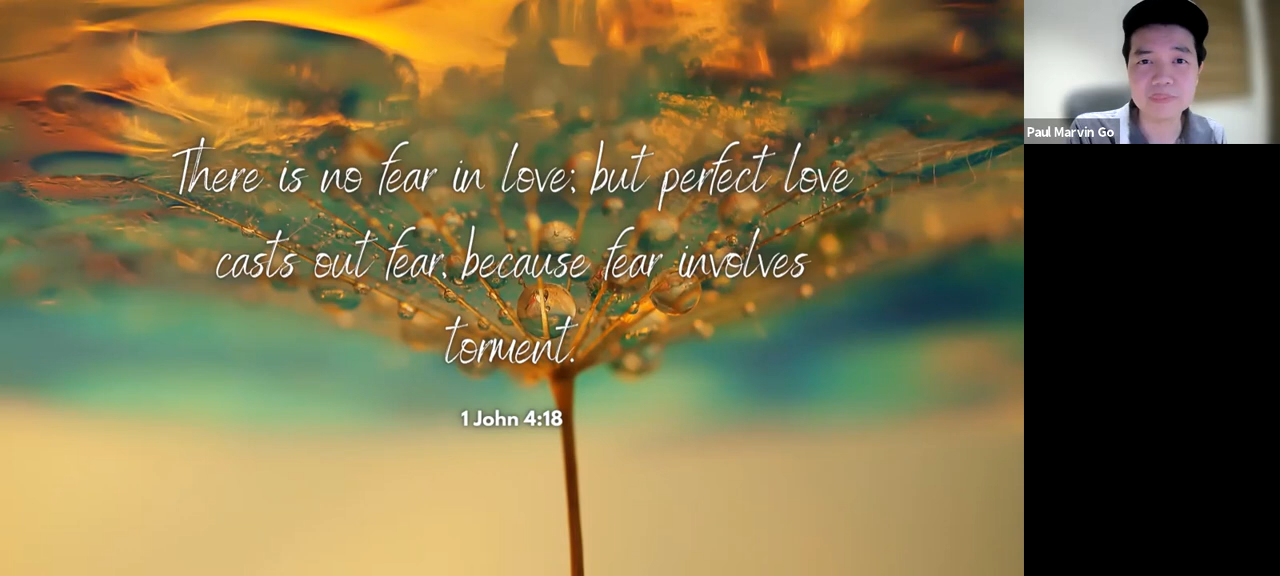 There is no fear in love; but perfect love
casts out fear, because fear involves
torment.
1 John 4:18
Paul Marvin Go